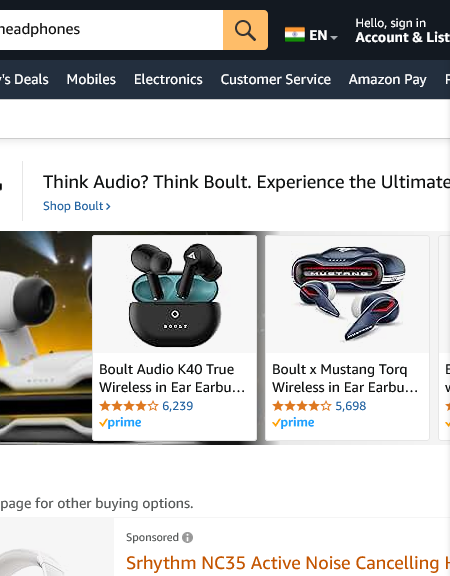 headphones
EN
Hello, sign in
Account & List
's Deals Mobiles Electronics Customer Service Amazon Pay
Think Audio? Think Boult. Experience the Ultimate
Shop Boult
BOULT
MUSTANG
Boult Audio K40 True
Wireless in Ear Earbu...
6,239
prime
Boult x Mustang Torq
Wireless in Ear Earbu...
5,698
prime
page for other buying options.
Sponsored
Srhythm NC35 Active Noise Cancelling H